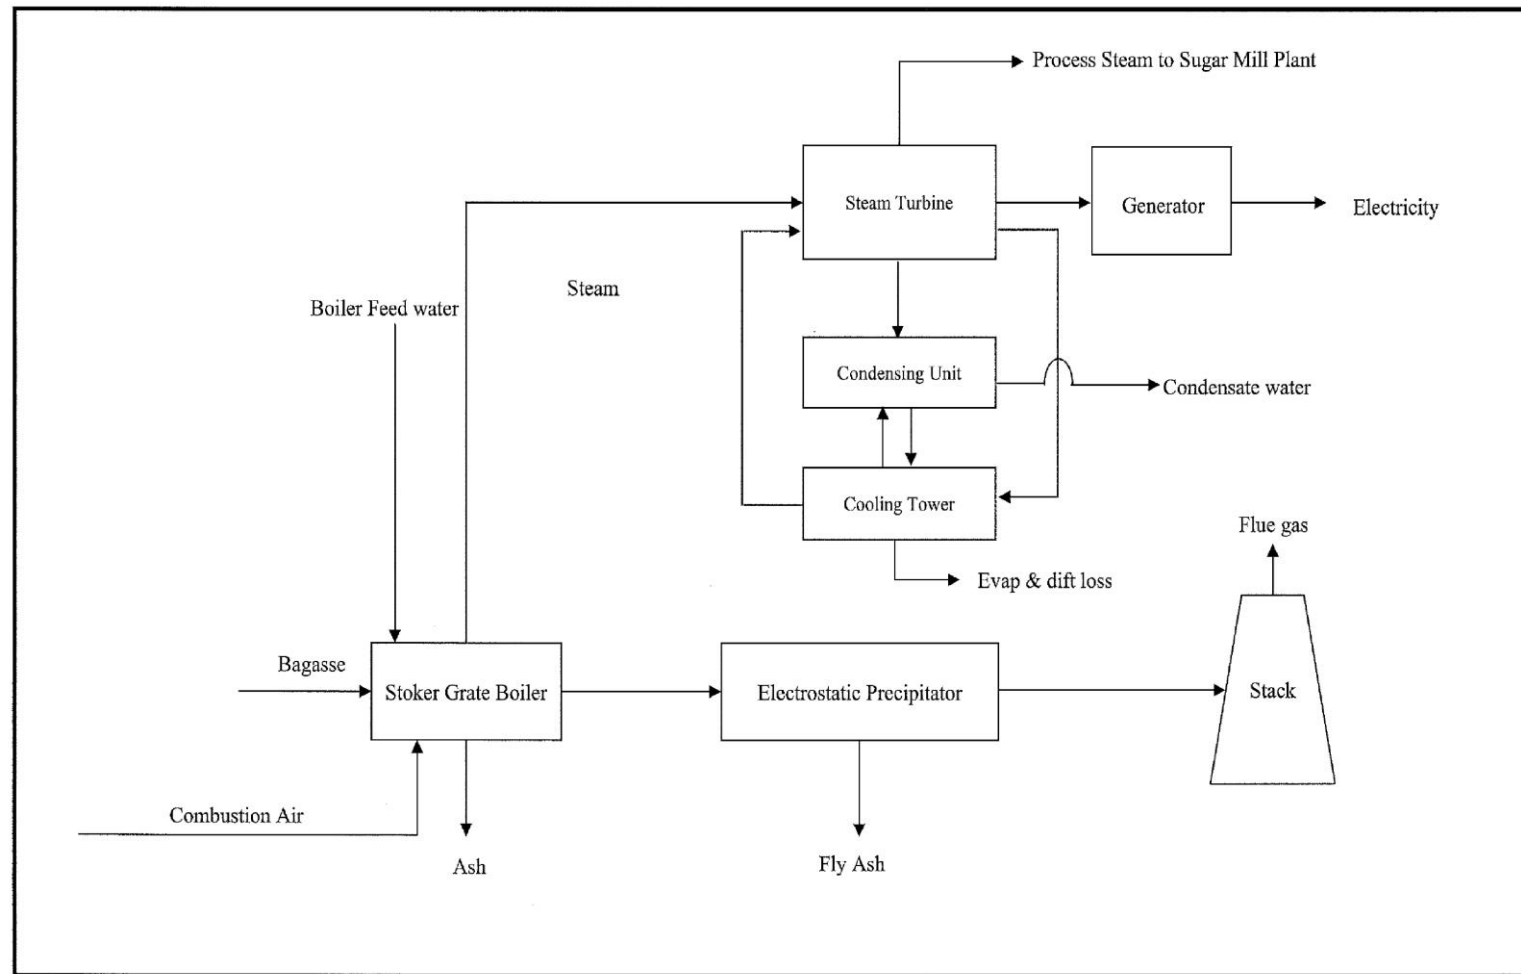 Process Steam to Sugar Mill Plant
Steam Turbine
Generator
Electricity
Steam
Boiler Feed water
Condensing Unit
Condensate water
Cooling Tower
Flue gas
Evap & dift loss
Bagasse
Stoker Grate Boiler
Electrostatic Precipitator
Stack
Combustion Air
Ash
Fly Ash